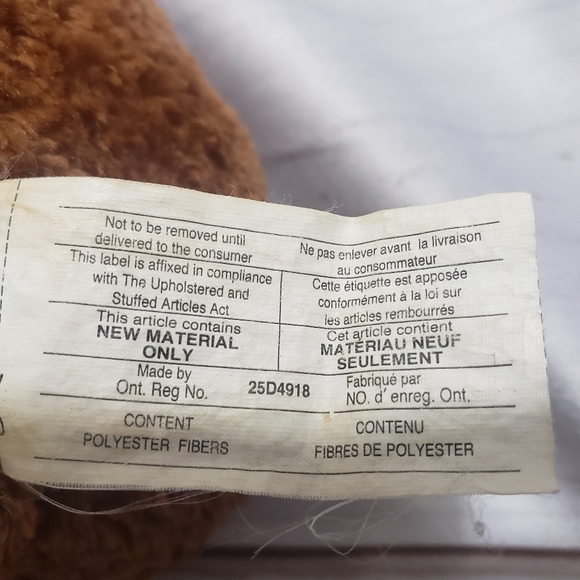 Not to be removed until
delivered to the consumer
Ne pas enlever avant la livraison
au consommateur
This label is affixed in compliance
with The Upholstered and
Stuffed Articles Act
Cette étiquette est apposée
conformément à la loi sur
les articles rembourrés
This article contains
NEW MATERIAL
ONLY
Cet article contient
MATÉRIAU NEUF
SEULEMENT
Made by
Ont. Reg No.
25D4918
Fabriqué par
NO. d' enreg. Ont.
CONTENT
POLYESTER FIBERS
CONTENU
FIBRES DE POLYESTER